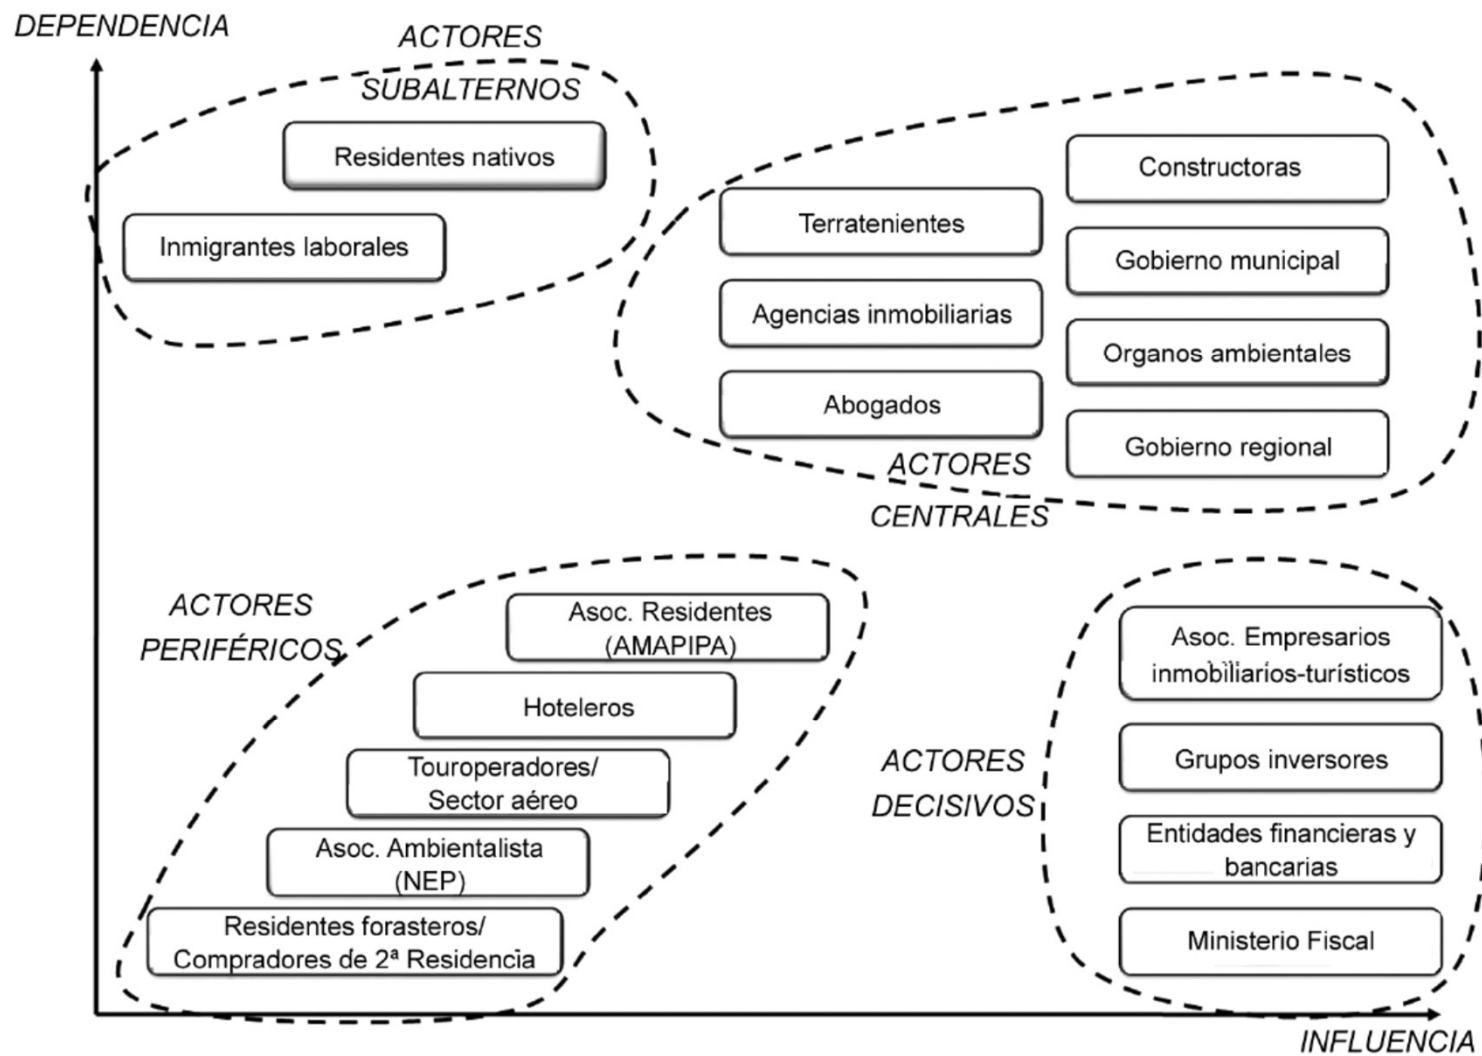 DEPENDENCIA
ACTORES
SUBALTERNOS
Residentes nativos
Inmigrantes laborales
Constructoras
Terratenientes
Gobierno municipal
Agencias inmobiliarias
Organos ambientales
Abogados
Gobierno regional
ACTORES
CENTRALES
ACTORES
PERIFÉRICOS
Asoc. Residentes
(AMAPIPA)
Hoteleros
Touroperadores/
Sector aéreo
Asoc. Ambientalista
(NEP)
Residentes forasteros/
Compradores de 2ª Residencia
ACTORES
DECISIVOS
Asoc. Empresarios
inmobiliarios-turísticos
Grupos inversores
Entidades financieras y
bancarias
Ministerio Fiscal
INFLUENCIA